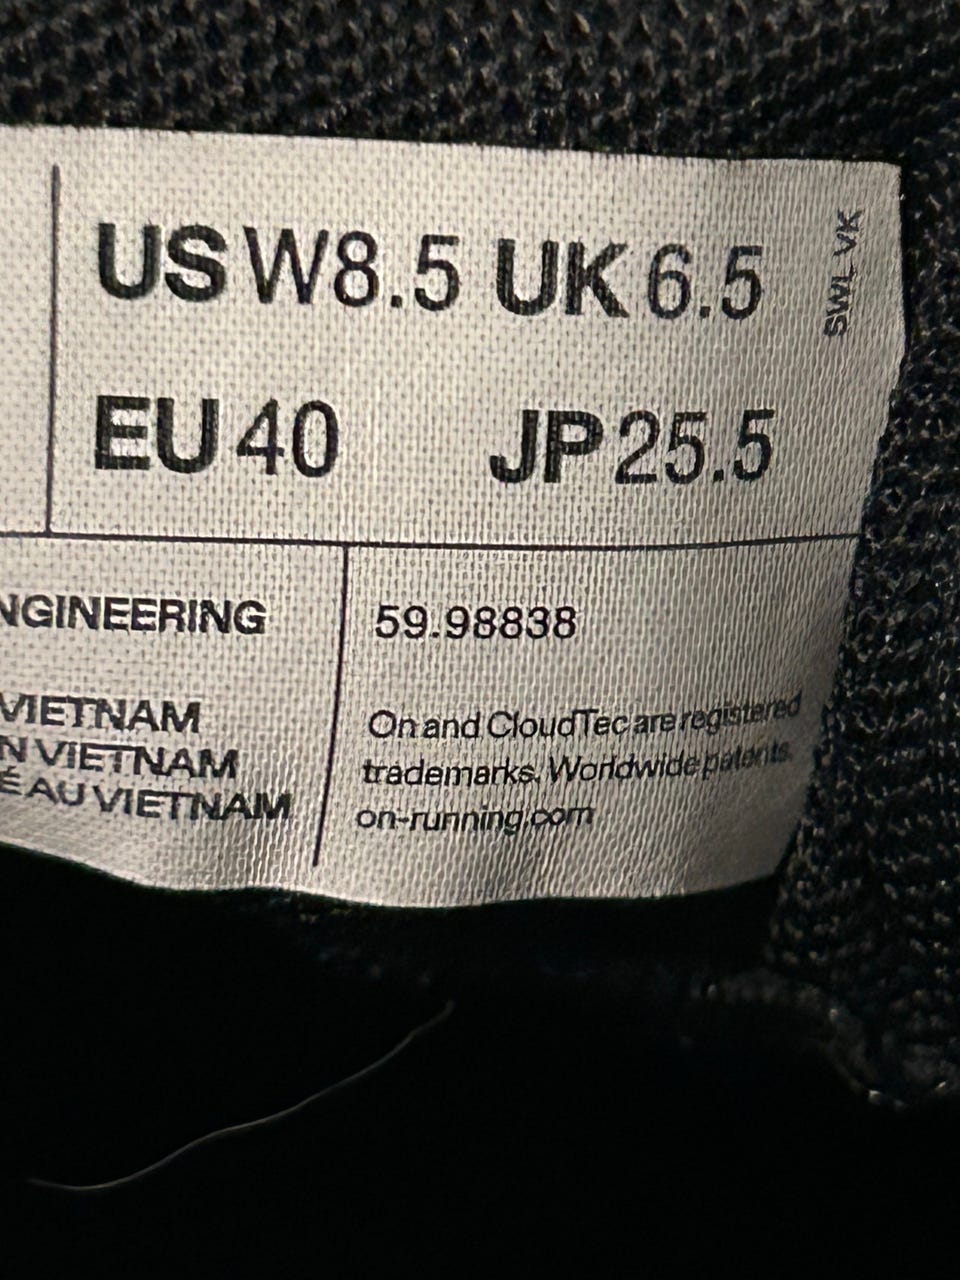 US W8.5 UK 6.5
EU 40 JP 25.5
SWL VK
NGINEERING
VIETNAM
N VIETNAM
É AU VIETNAM
59.98838
On and CloudTec are registered
trademarks. Worldwide patents.
on-running.com